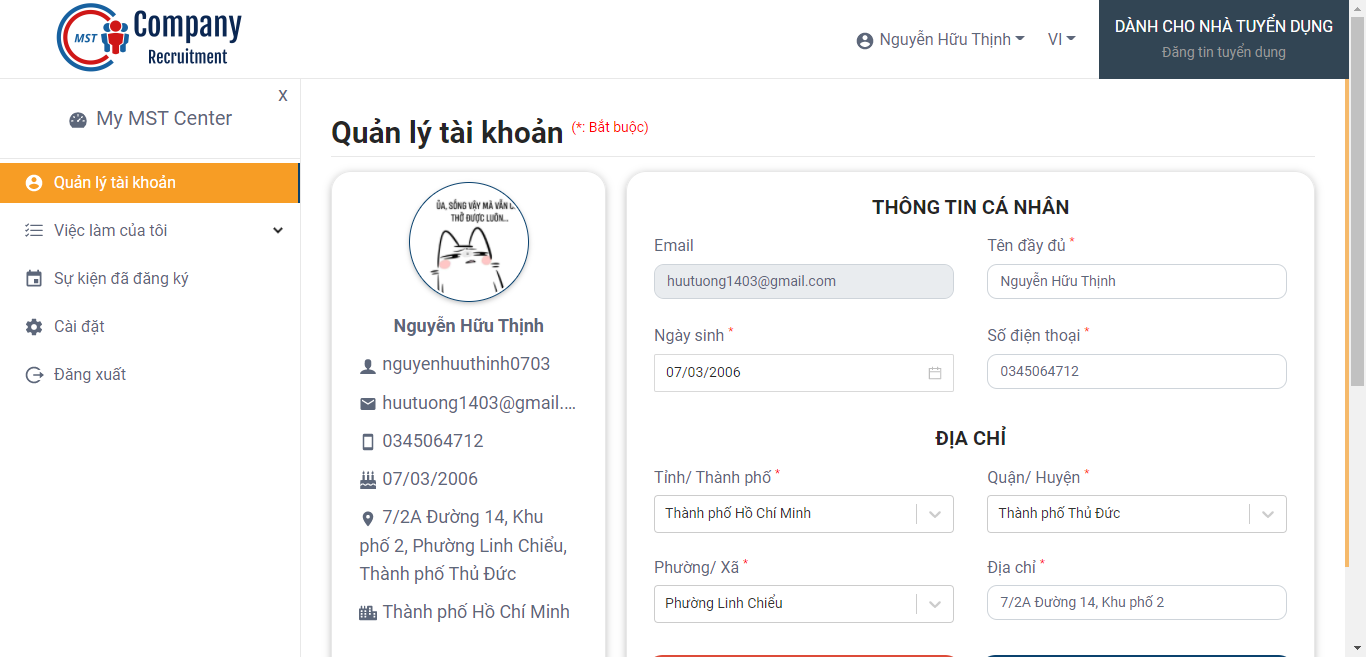 MST Company
Recruitment
Nguyễn Hữu Thịnh
VI
DÀNH CHO NHÀ TUYỂN DỤNG
Đăng tin tuyển dụng
X
My MST Center
Quản lý tài khoản
Việc làm của tôi
Sự kiện đã đăng ký
Cài đặt
Đăng xuất
Quản lý tài khoản (*: Bắt buộc)
ỦA, SỐNG VẬY MÀ VẪN
THỞ ĐƯỢC LUÔN...
Nguyễn Hữu Thịnh
nguyenhuuthinh0703
huutuong1403@gmail....
0345064712
07/03/2006
7/2A Đường 14, Khu
phố 2, Phường Linh Chiểu,
Thành phố Thủ Đức
Thành phố Hồ Chí Minh
THÔNG TIN CÁ NHÂN
Email
huutuong1403@gmail.com
Tên đầy đủ *
Nguyễn Hữu Thịnh
Ngày sinh *
07/03/2006
Số điện thoại *
0345064712
ĐỊA CHỈ
Tỉnh/ Thành phố *
Thành phố Hồ Chí Minh
Quận/ Huyện *
Thành phố Thủ Đức
Phường/ Xã *
Phường Linh Chiểu
Địa chỉ *
7/2A Đường 14, Khu phố 2